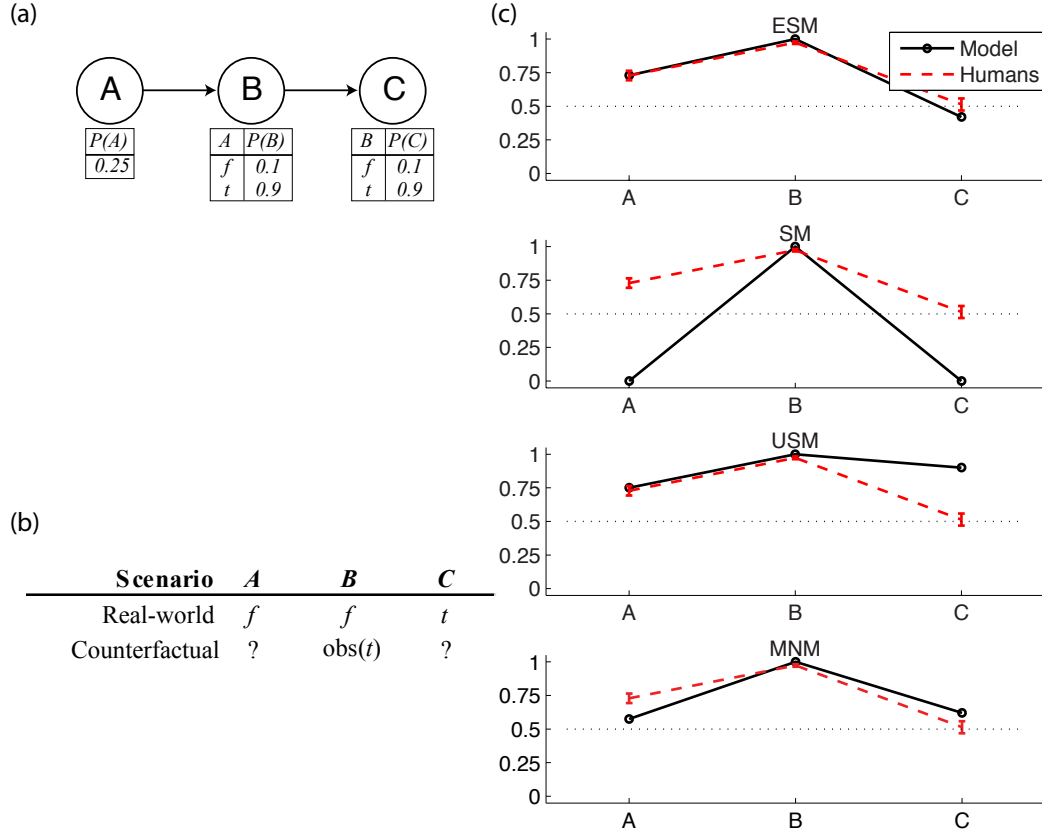 (a)
A
B
C
P(A)
0.25
A P(B)
f 0.1
t 0.9
B P(C)
f 0.1
t 0.9
(b)
Scenario A B C
Real-world f f t
Counterfactual ? obs(t) ?
(c)
ESM
Model
Humans
1
0.75
0.5
0.25
0
A B C
SM
1
0.75
0.5
0.25
0
A B C
USM
1
0.75
0.5
0.25
0
A B C
MNM
1
0.75
0.5
0.25
0
A B C